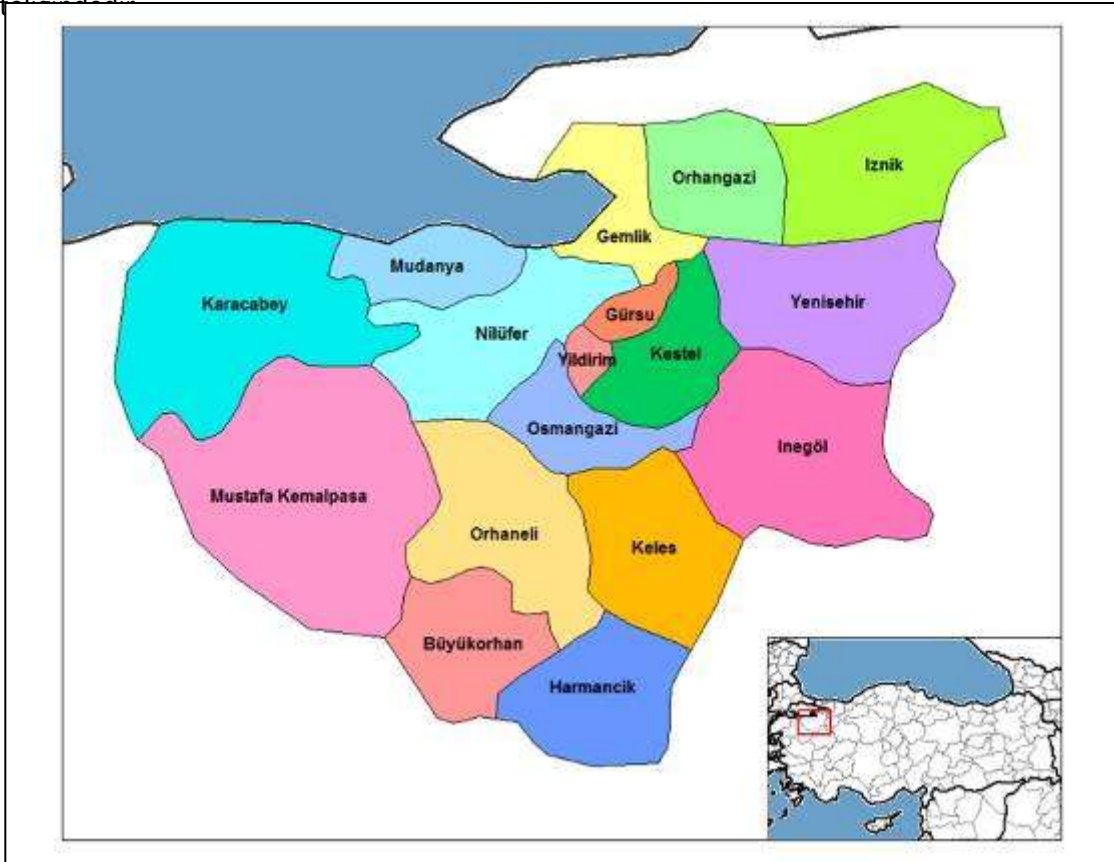 Iznik
Orhangazi
Gemlik
Mudanya
Karacabey
Yenisehir
Gürsu
Nilüfer
Yildirim
Kestel
Osmangazi
Inegöl
Mustafa Kemalpasa
Orhaneli
Keles
Büyükorhan
Harmancik